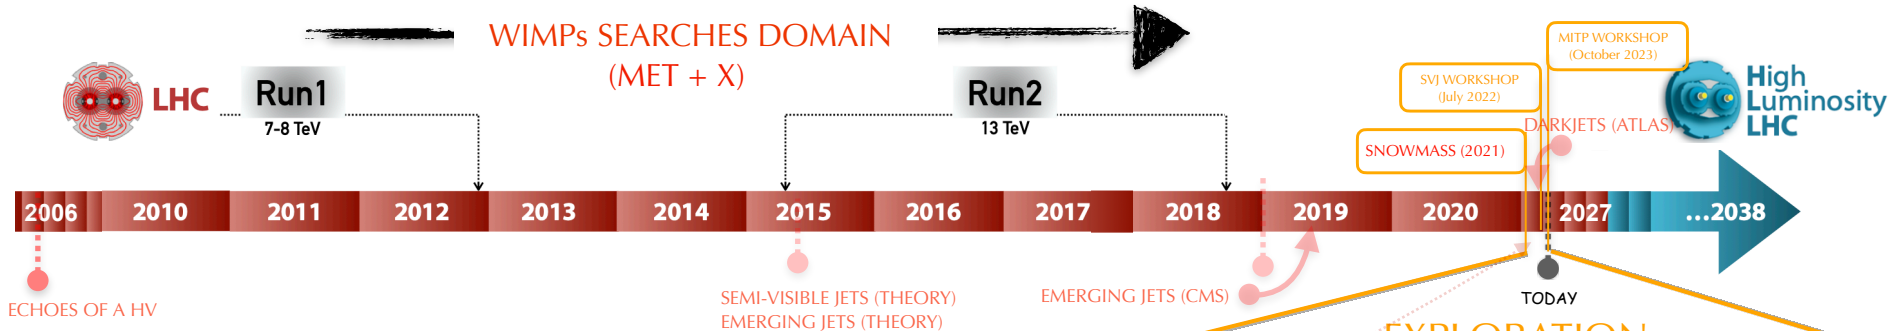 WIMPs SEARCHES DOMAIN
(MET + X)
MITP WORKSHOP
(October 2023)
SVJ WORKSHOP
(July 2022)
LHC
Run1
7-8 TeV
Run2
13 TeV
High
Luminosity
LHC
DARKJETS (ATLAS)
SNOWMASS (2021)
2006 2010 2011 2012 2013 2014 2015 2016 2017 2018 2019 2020 2027 ...2038
ECHOES OF A HV
SEMI-VISIBLE JETS (THEORY)
EMERGING JETS (THEORY)
EMERGING JETS (CMS)
TODAY
EXPLORATION